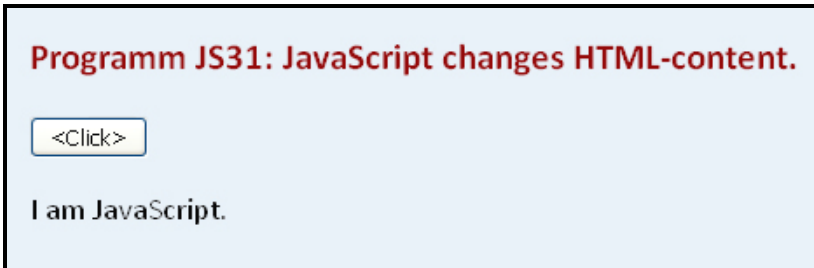 Programm JS31: JavaScript changes HTML-content.
<Click>
I am JavaScript.